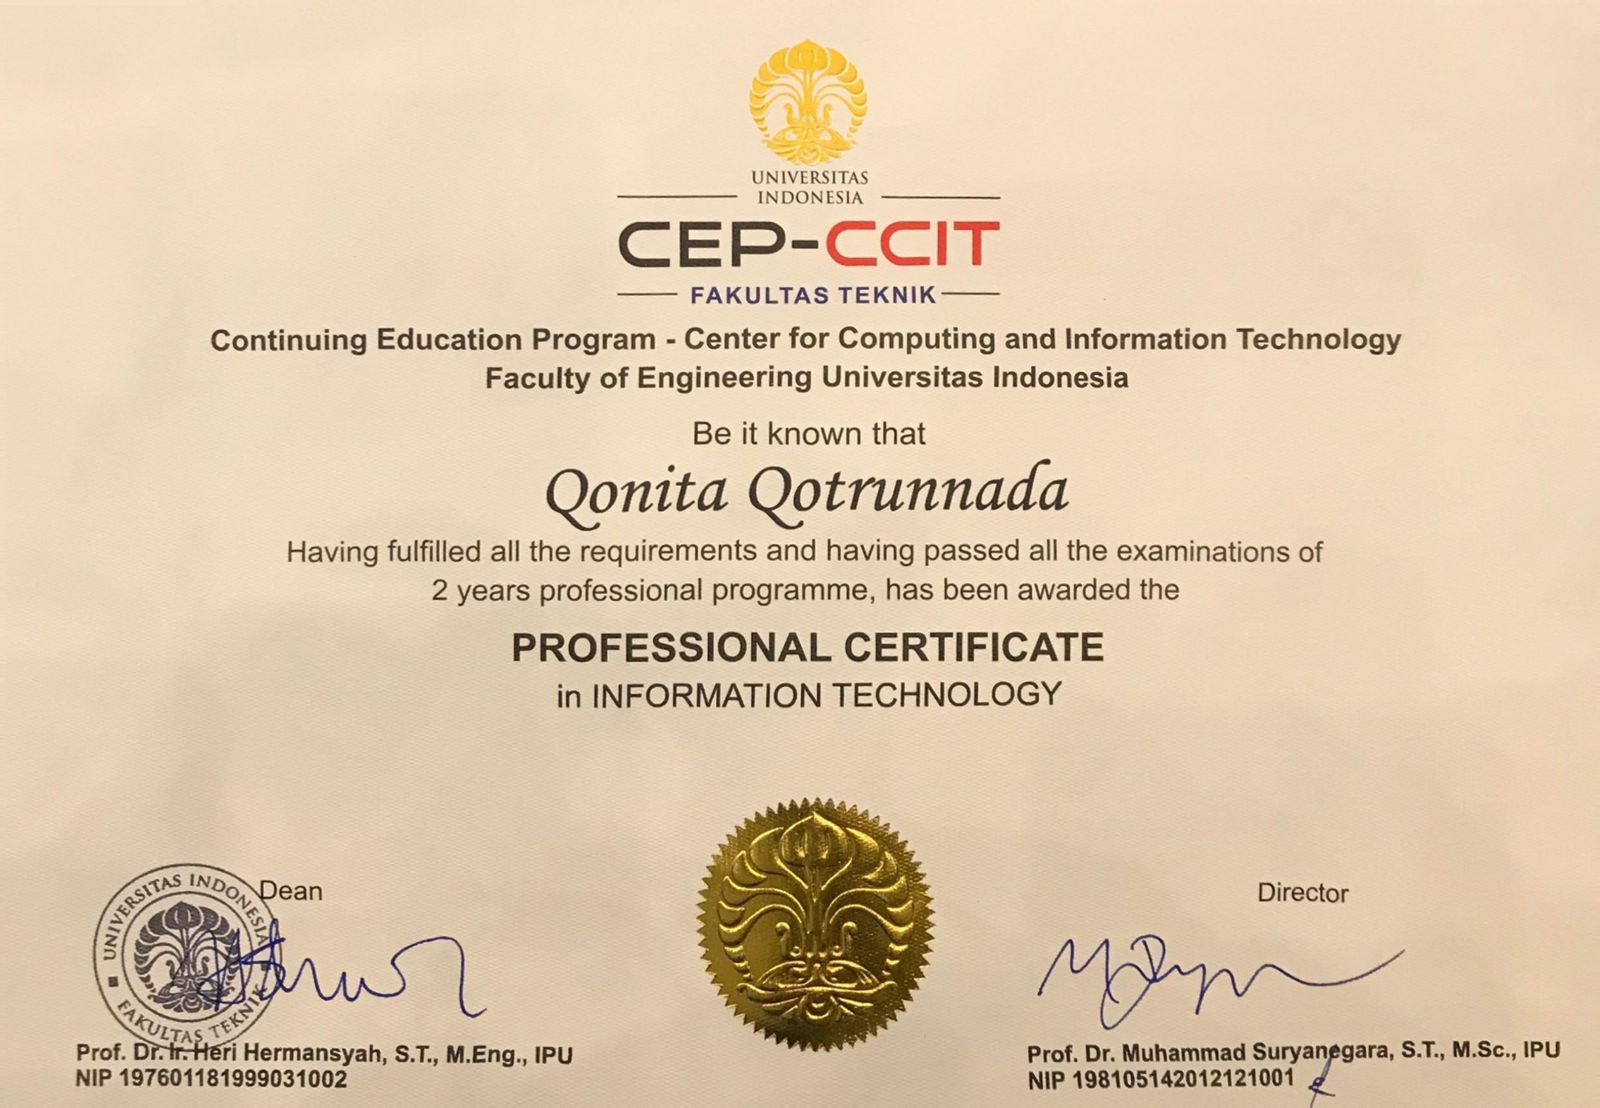 UNIVERSITAS
INDONESIA
CEP-CCIT
FAKULTAS TEKNIK
Continuing Education Program - Center for Computing and Information Technology
Faculty of Engineering Universitas Indonesia
Be it known that
Qonita Qotrunnada
Having fulfilled all the requirements and having passed all the examinations of
2 years professional programme, has been awarded the
PROFESSIONAL CERTIFICATE
in INFORMATION TECHNOLOGY
UNIVERSITAS INDONESIA
FAKULTAS TEKNIK
Dean
Prof. Dr. Ir. Heri Hermansyah, S.T., M.Eng., IPU
NIP 197601181999031002
Director
Prof. Dr. Muhammad Suryanegara, S.T., M.Sc., IPU
NIP 198105142012121001